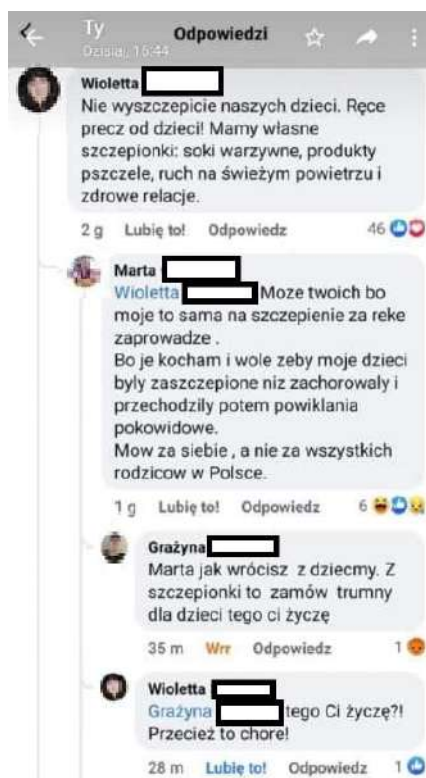 Ty
Odpowiedzi
Dzisiaj, 15:44
Wioletta
Nie wyszczepicie naszych dzieci. Ręce
precz od dzieci! Mamy własne
szczepionki: soki warzywne, produkty
pszczele, ruch na świeżym powietrzu i
zdrowe relacje.
2 g Lubię to! Odpowiedz 46
Marta
Wioletta Moze twoich bo
moje to sama na szczepienie za reke
zaprowadze .
Bo je kocham i wole zeby moje dzieci
byly zaszczepione niz zachorowaly i
przechodzily potem powiklania
pokowidowe.
Mow za siebie , a nie za wszystkich
rodzicow w Polsce.
1 g Lubię to! Odpowiedz 6
Grażyna
Marta jak wrócisz z dziecmy. Z
szczepionki to zamów trumny
dla dzieci tego ci życzę
35 m Wrr Odpowiedz 1
Wioletta
Grażyna tego Ci życzę?!
Przecież to chore!
28 m Lubię to! Odpowiedz 1